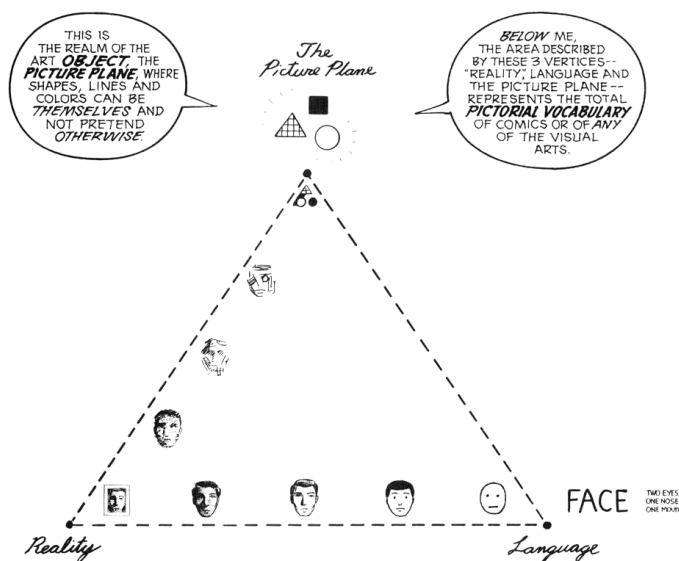 THIS IS
THE REALM OF THE
ART OBJECT, THE
PICTURE PLANE, WHERE
SHAPES, LINES AND
COLORS CAN BE
THEMSELVES AND
NOT PRETEND
OTHERWISE.
The
Picture Plane
BELOW ME,
THE AREA DESCRIBED
BY THESE 3 VERTICES--
"REALITY," LANGUAGE AND
THE PICTURE PLANE--
REPRESENTS THE TOTAL
PICTORIAL VOCABULARY
OF COMICS OR OF ANY
OF THE VISUAL
ARTS.
FACE
TWO EYES,
ONE NOSE,
ONE MOUTH
Reality
Language